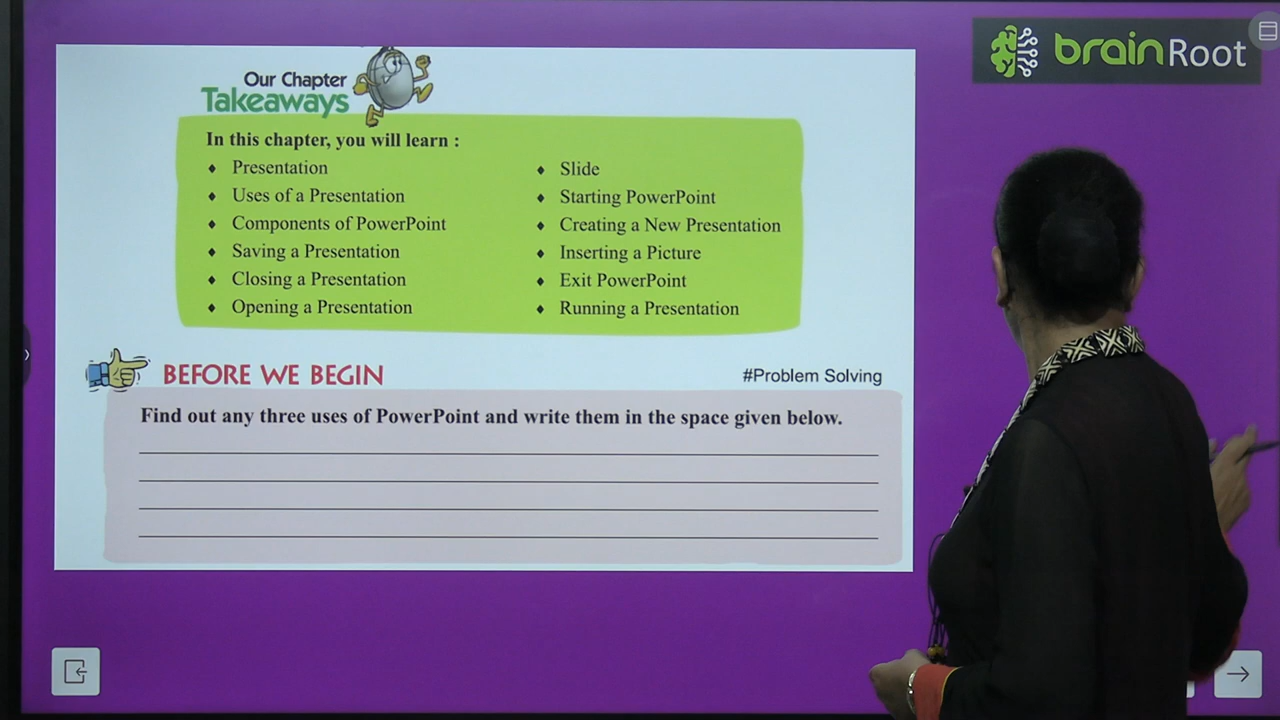 brainRoot
Our Chapter
Takeaways
In this chapter, you will learn :
♦ Presentation
♦ Uses of a Presentation
♦ Components of PowerPoint
♦ Saving a Presentation
♦ Closing a Presentation
♦ Opening a Presentation
♦ Slide
♦ Starting PowerPoint
♦ Creating a New Presentation
♦ Inserting a Picture
♦ Exit PowerPoint
♦ Running a Presentation
BEFORE WE BEGIN
#Problem Solving
Find out any three uses of PowerPoint and write them in the space given below.